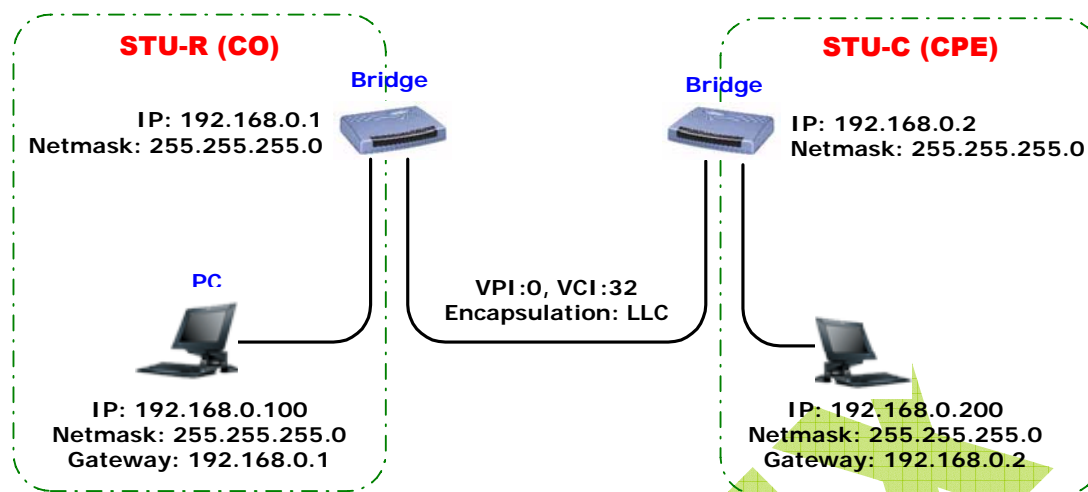 STU-R (CO)
Bridge
IP: 192.168.0.1
Netmask: 255.255.255.0
PC
IP: 192.168.0.100
Netmask: 255.255.255.0
Gateway: 192.168.0.1
VPI:0, VCI:32
Encapsulation: LLC
STU-C (CPE)
Bridge
IP: 192.168.0.2
Netmask: 255.255.255.0
IP: 192.168.0.200
Netmask: 255.255.255.0
Gateway: 192.168.0.2